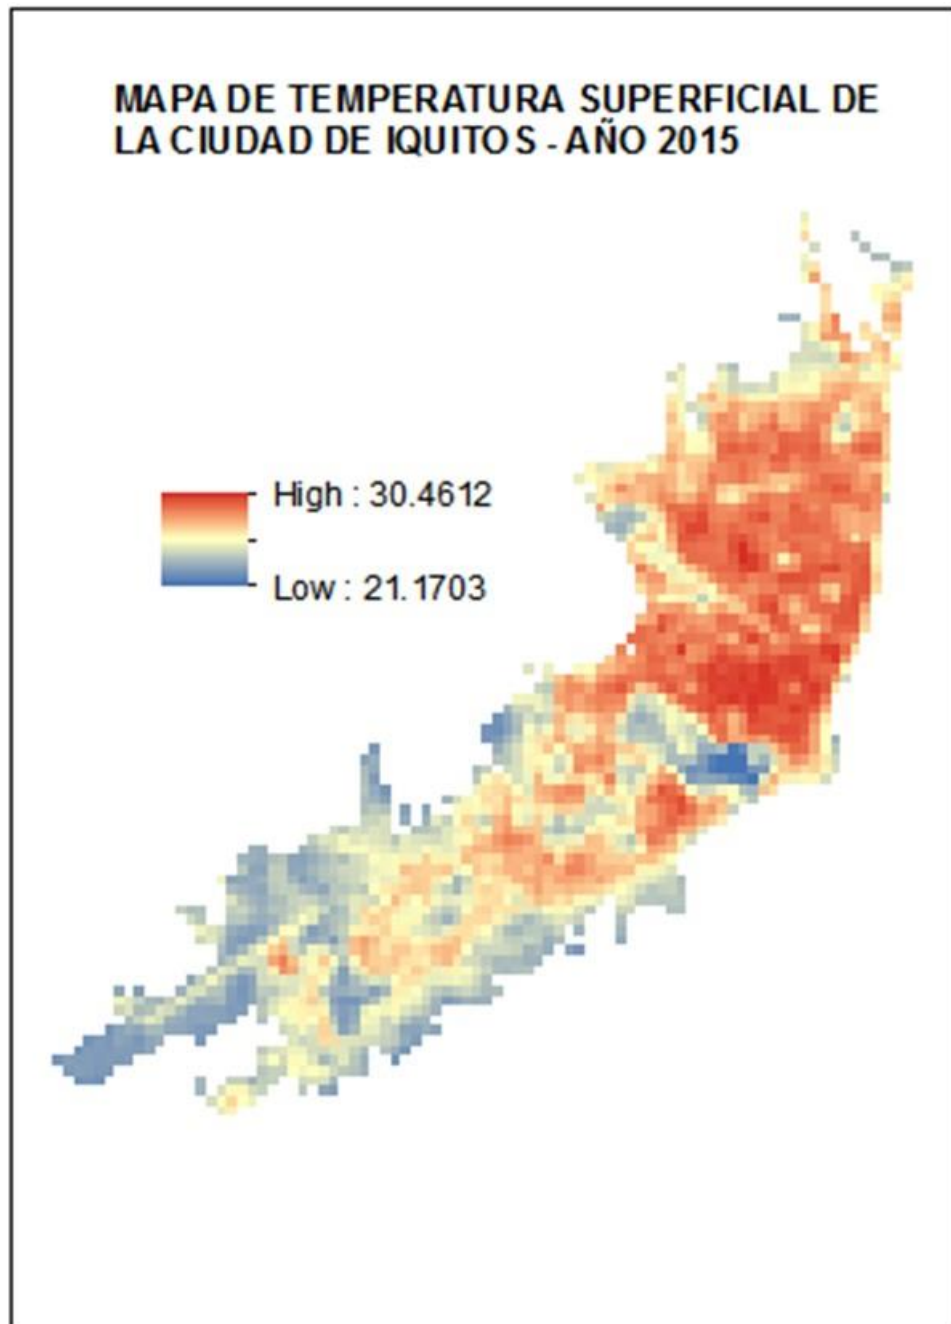 MAPA DE TEMPERATURA SUPERFICIAL DE
LA CIUDAD DE IQUITOS - AÑO 2015
High : 30.4612
Low : 21.1703